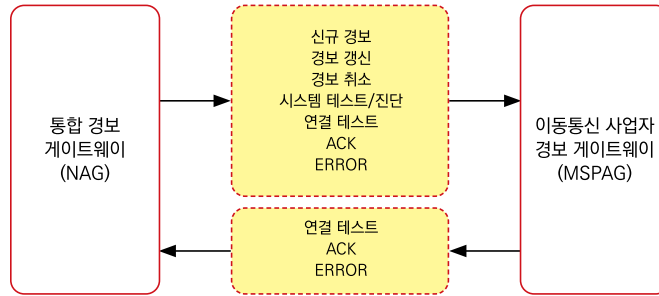 통합 경보
게이트웨이
(NAG)
신규 경보
경보 갱신
경보 취소
시스템 테스트/진단
연결 테스트
ACK
ERROR
연결 테스트
ACK
ERROR
이동통신 사업자
경보 게이트웨이
(MSPAG)